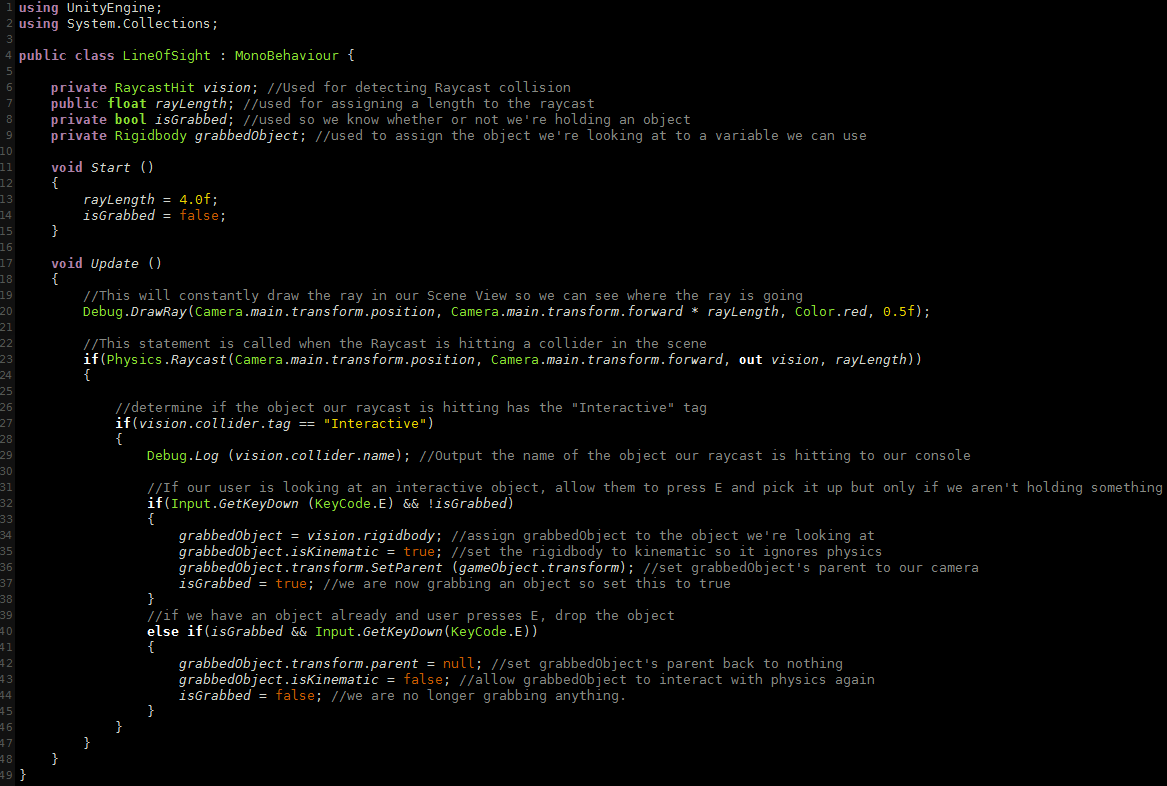 1 using UnityEngine;
2 using System.Collections;
3
4 public class LineOfSight : MonoBehaviour {
5
6     private RaycastHit vision; //Used for detecting Raycast collision
7     public float rayLength; //used for assigning a length to the raycast
8     private bool isGrabbed; //used so we know whether or not we're holding an object
9     private Rigidbody grabbedObject; //used to assign the object we're looking at to a variable we can use
10
11     void Start ()
12     {
13         rayLength = 4.0f;
14         isGrabbed = false;
15     }
16
17     void Update ()
18     {
19         //This will constantly draw the ray in our Scene View so we can see where the ray is going
20         Debug.DrawRay(Camera.main.transform.position, Camera.main.transform.forward * rayLength, Color.red, 0.5f);
21
22         //This statement is called when the Raycast is hitting a collider in the scene
23         if(Physics.Raycast(Camera.main.transform.position, Camera.main.transform.forward, out vision, rayLength))
24         {
25
26             //determine if the object our raycast is hitting has the "Interactive" tag
27             if(vision.collider.tag == "Interactive")
28             {
29                 Debug.Log (vision.collider.name); //Output the name of the object our raycast is hitting to our console
30
31                 //If our user is looking at an interactive object, allow them to press E and pick it up but only if we aren't holding something
32                 if(Input.GetKeyDown (KeyCode.E) && !isGrabbed)
33                 {
34                     grabbedObject = vision.rigidbody; //assign grabbedObject to the object we're looking at
35                     grabbedObject.isKinematic = true; //set the rigidbody to kinematic so it ignores physics
36                     grabbedObject.transform.SetParent (gameObject.transform); //set grabbedObject's parent to our camera
37                     isGrabbed = true; //we are now grabbing an object so set this to true
38                 }
39                 //if we have an object already and user presses E, drop the object
40                 else if(isGrabbed && Input.GetKeyDown(KeyCode.E))
41                 {
42                     grabbedObject.transform.parent = null; //set grabbedObject's parent back to nothing
43                     grabbedObject.isKinematic = false; //allow grabbedObject to interact with physics again
44                     isGrabbed = false; //we are no longer grabbing anything.
45                 }
46             }
47         }
48     }
49 }